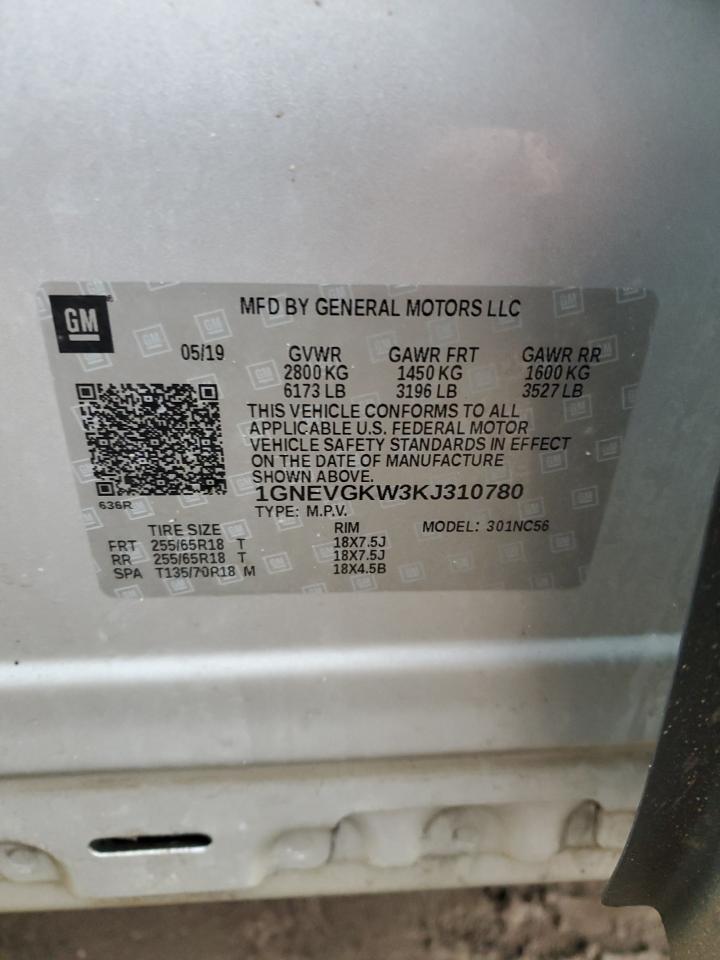 GM
MFD BY GENERAL MOTORS LLC
05/19 GVWR GAWR FRT GAWR RR
2800 KG 1450 KG 1600 KG
6173 LB 3196 LB 3527 LB
THIS VEHICLE CONFORMS TO ALL
APPLICABLE U.S. FEDERAL MOTOR
VEHICLE SAFETY STANDARDS IN EFFECT
ON THE DATE OF MANUFACTURE
SHOWN ABOVE.
1GNEVGKW3KJ310780
636R
TYPE: M.P.V.
TIRE SIZE RIM MODEL: 301NC56
FRT 255/65R18 T 18X7.5J
RR 255/65R18 T 18X7.5J
SPA T135/70R18 M 18X4.5B